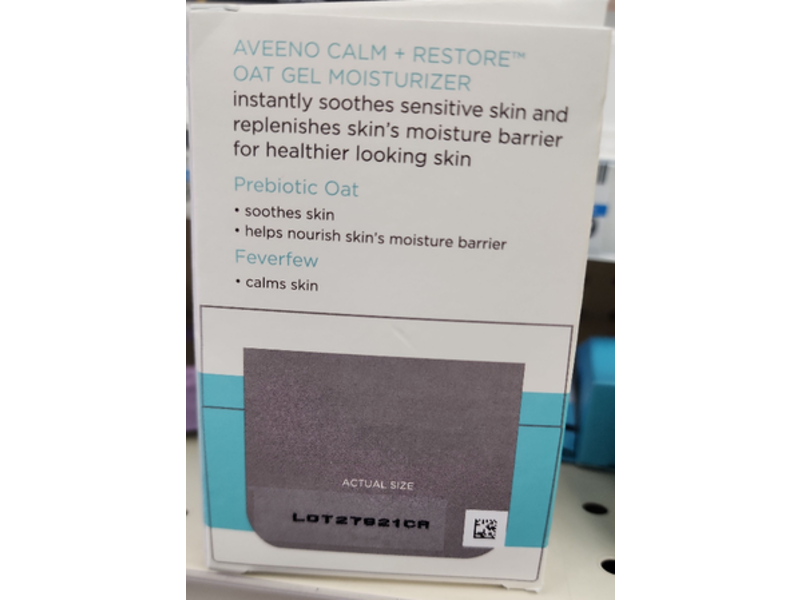 AVEENO CALM + RESTORE™
OAT GEL MOISTURIZER
instantly soothes sensitive skin and
replenishes skin's moisture barrier
for healthier looking skin
Prebiotic Oat
• soothes skin
• helps nourish skin's moisture barrier
Feverfew
• calms skin
ACTUAL SIZE
LOT27821CA